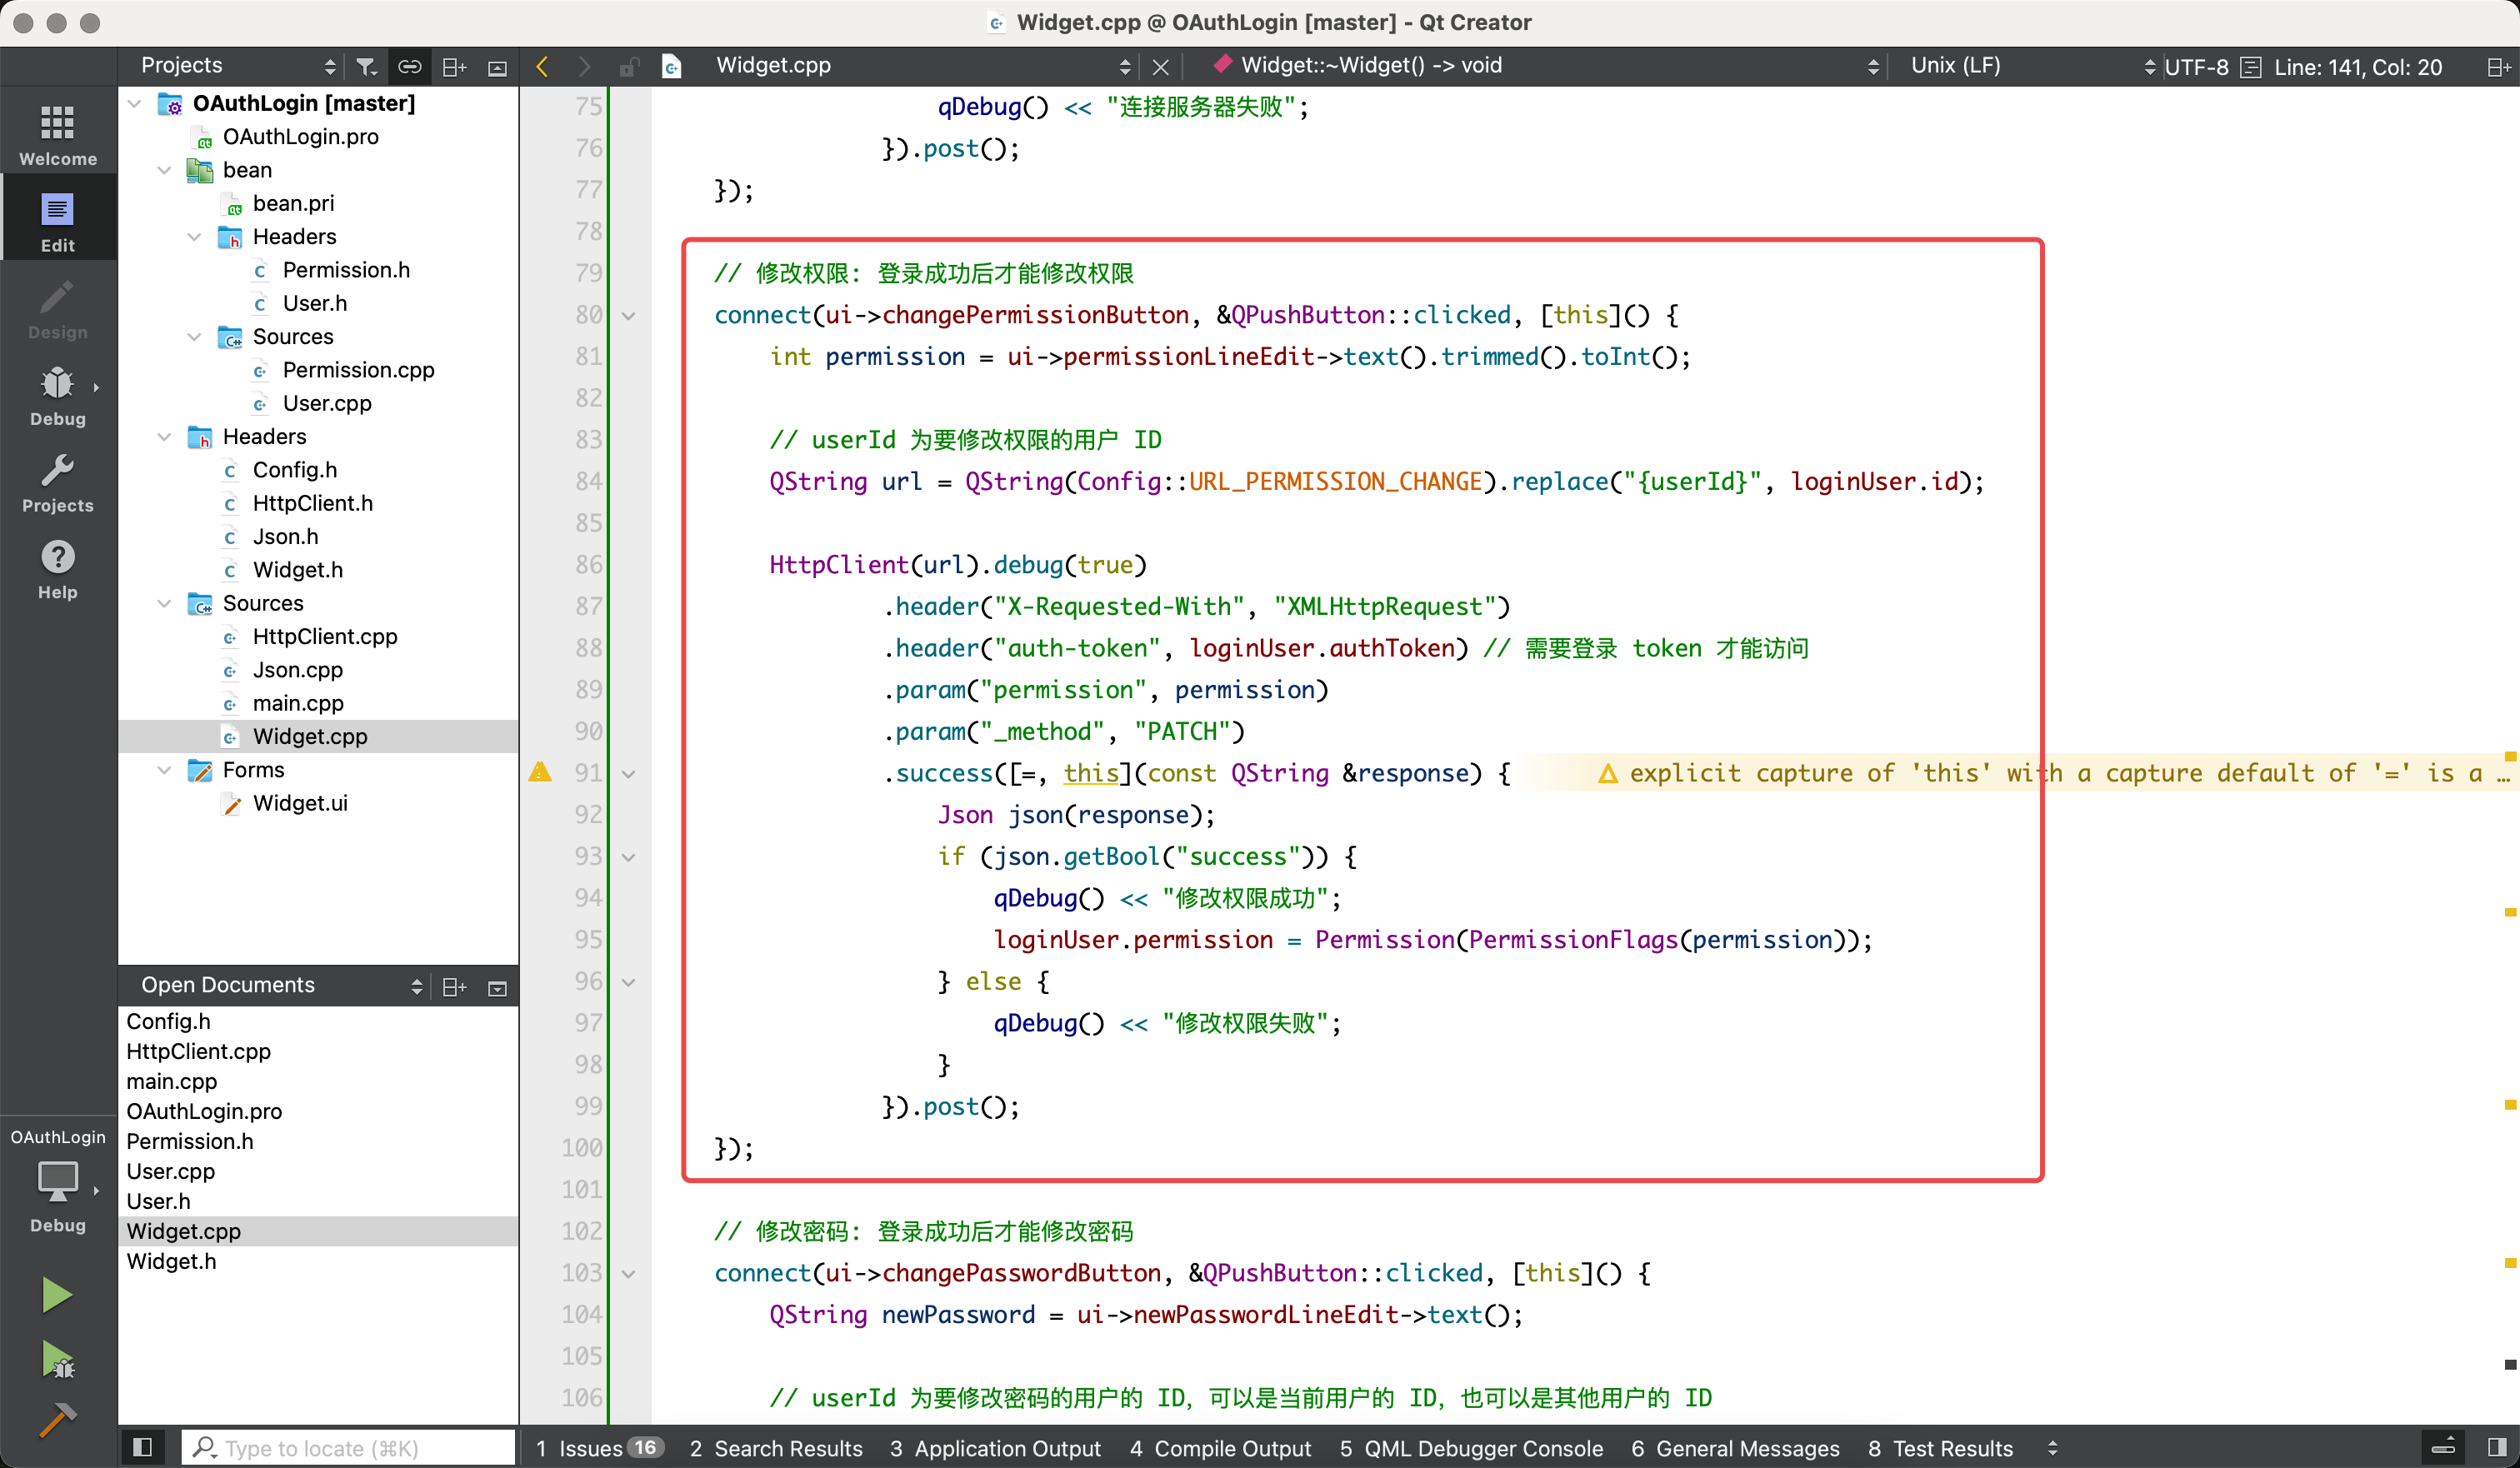 Widget.cpp @ OAuthLogin [master] - Qt Creator
Projects
Widget.cpp
Widget::~Widget() -> void
Unix (LF)
UTF-8
Line: 141, Col: 20
Welcome
Edit
Design
Debug
Projects
Help
OAuthLogin
Debug
OAuthLogin [master]
OAuthLogin.pro
bean
bean.pri
Headers
Permission.h
User.h
Sources
Permission.cpp
User.cpp
Headers
Config.h
HttpClient.h
Json.h
Widget.h
Sources
HttpClient.cpp
Json.cpp
main.cpp
Widget.cpp
Forms
Widget.ui
Open Documents
Config.h
HttpClient.cpp
main.cpp
OAuthLogin.pro
Permission.h
User.cpp
User.h
Widget.cpp
Widget.h
75 qDebug() << "连接服务器失败";
76 }).post();
77 });
78
79 // 修改权限: 登录成功后才能修改权限
80 connect(ui->changePermissionButton, &QPushButton::clicked, [this]() {
81 int permission = ui->permissionLineEdit->text().trimmed().toInt();
82
83 // userId 为要修改权限的用户 ID
84 QString url = QString(Config::URL_PERMISSION_CHANGE).replace("{userId}", loginUser.id);
85
86 HttpClient(url).debug(true)
87 .header("X-Requested-With", "XMLHttpRequest")
88 .header("auth-token", loginUser.authToken) // 需要登录 token 才能访问
89 .param("permission", permission)
90 .param("_method", "PATCH")
91 .success([=, this](const QString &response) { explicit capture of 'this' with a capture default of '=' is a …
92 Json json(response);
93 if (json.getBool("success")) {
94 qDebug() << "修改权限成功";
95 loginUser.permission = Permission(PermissionFlags(permission));
96 } else {
97 qDebug() << "修改权限失败";
98 }
99 }).post();
100 });
101
102 // 修改密码: 登录成功后才能修改密码
103 connect(ui->changePasswordButton, &QPushButton::clicked, [this]() {
104 QString newPassword = ui->newPasswordLineEdit->text();
105
106 // userId 为要修改密码的用户的 ID, 可以是当前用户的 ID, 也可以是其他用户的 ID
Type to locate (⌘K)
1 Issues 16
2 Search Results
3 Application Output
4 Compile Output
5 QML Debugger Console
6 General Messages
8 Test Results